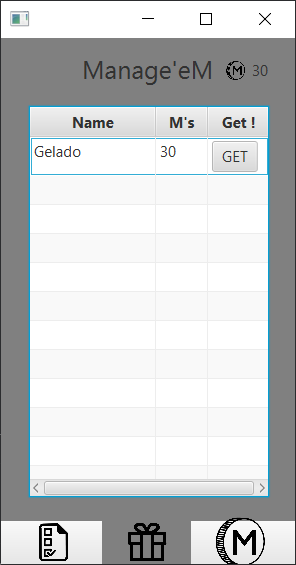 Manage'eM M 30
Name M's Get !
Gelado 30 GET
M